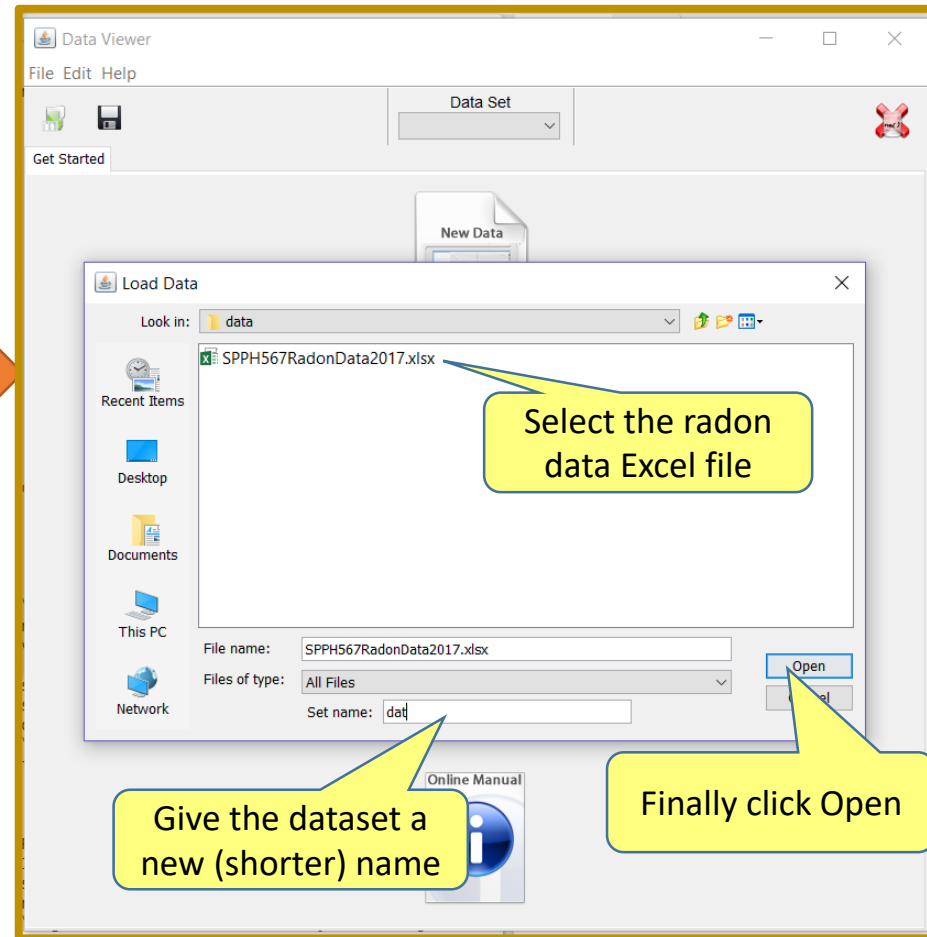 Data Viewer
File Edit Help
Data Set
Get Started
New Data
Load Data
Look in: data
SPPH567RadonData2017.xlsx
Recent Items
Select the radon
data Excel file
Desktop
Documents
This PC
File name: SPPH567RadonData2017.xlsx
Open
Files of type: All Files
Network
Set name: dat
Online Manual
Give the dataset a
new (shorter) name
Finally click Open